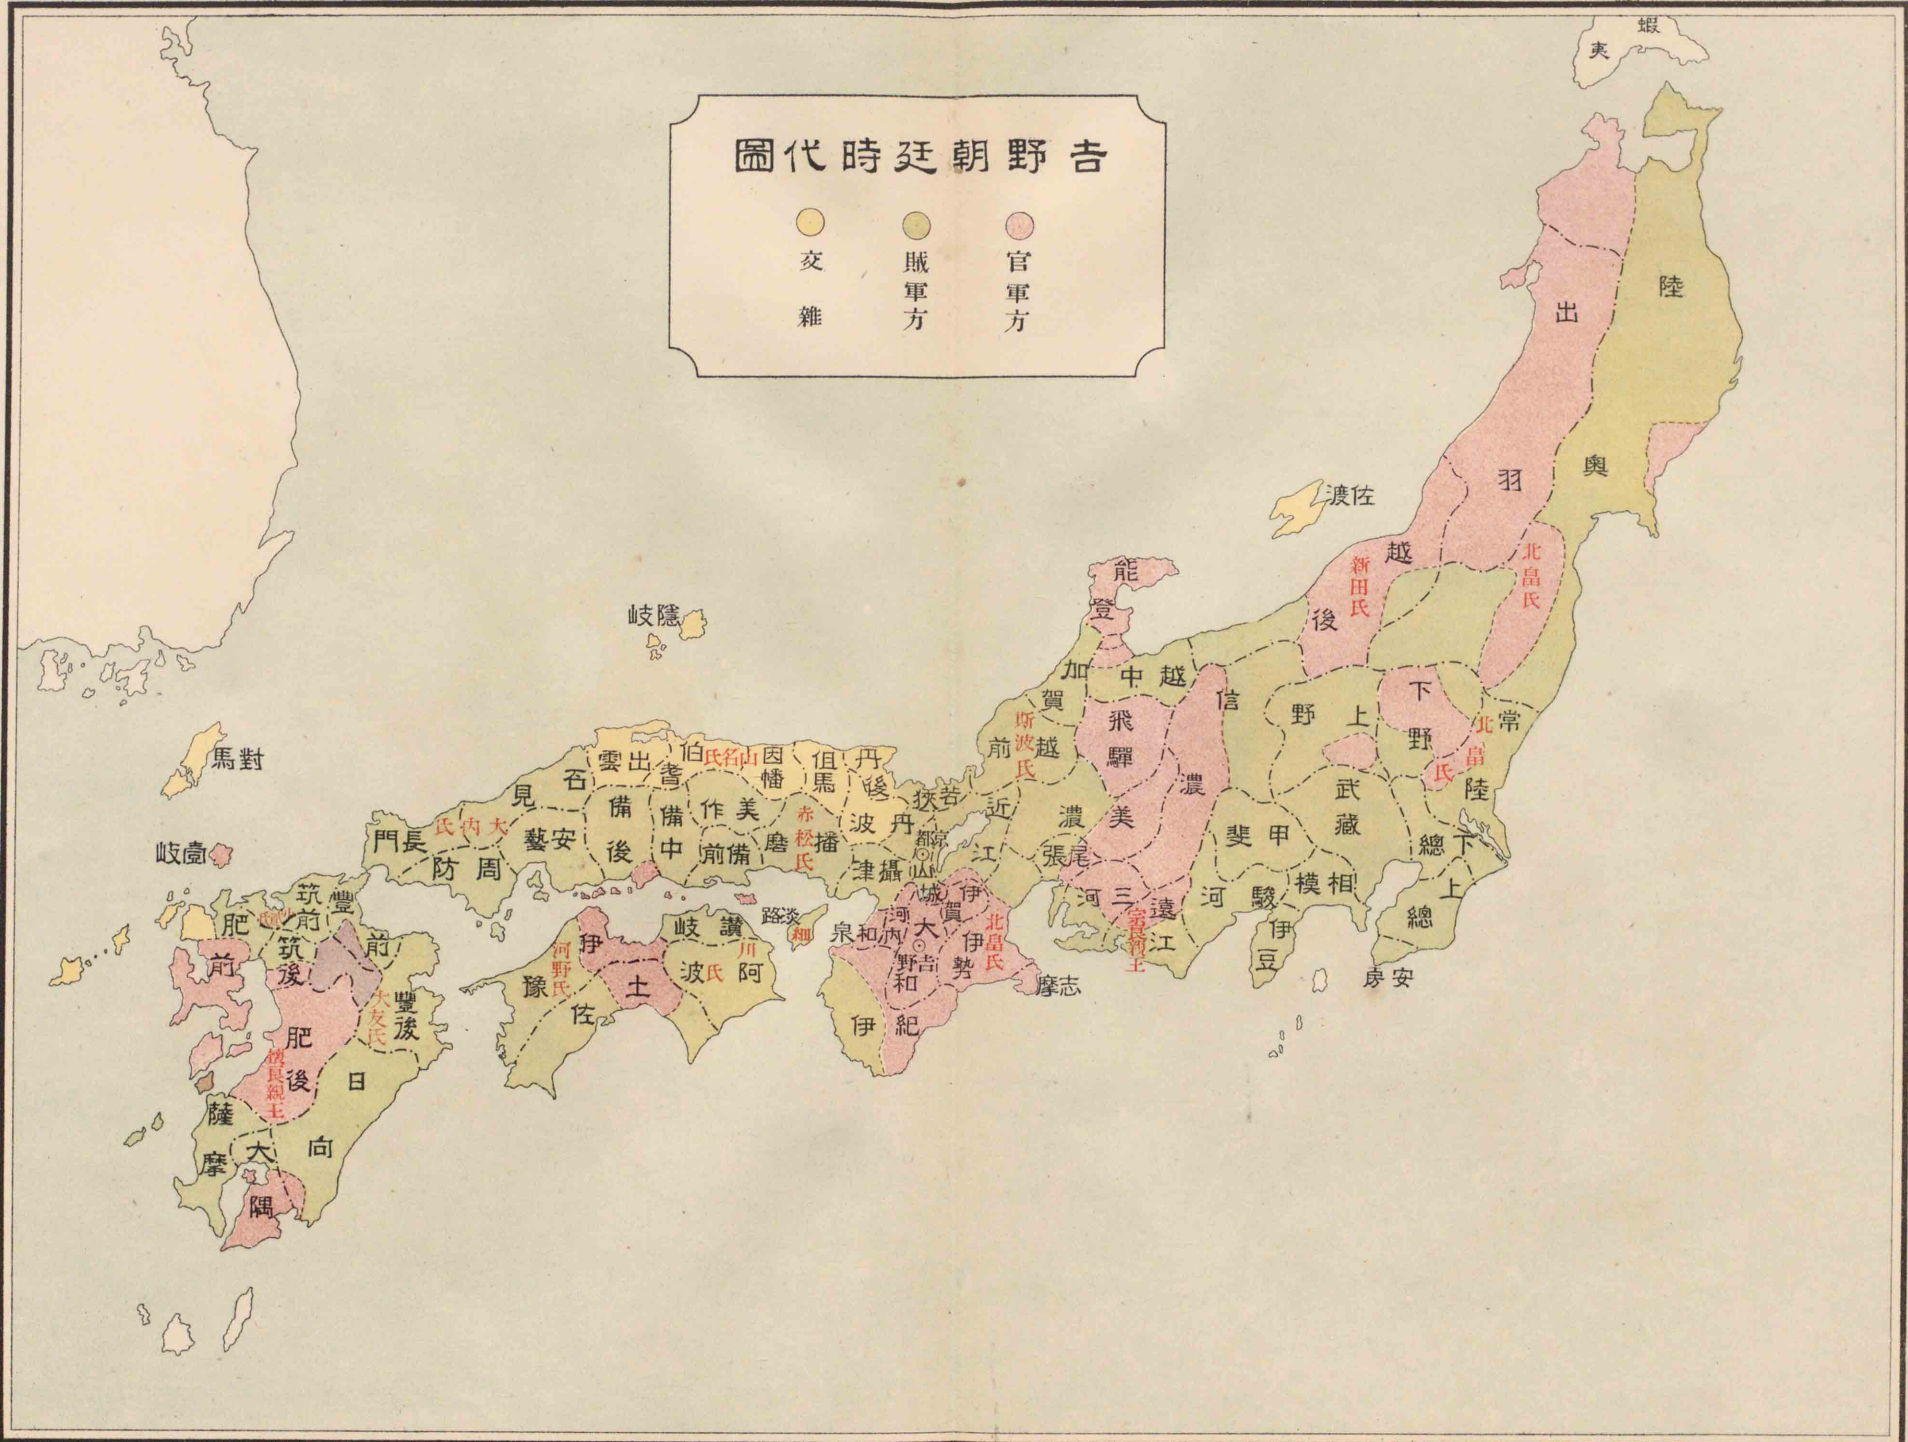 吉野朝廷時代圖
官軍方
賊軍方
交雜
蝦夷
陸奧
出羽
北畠氏
佐渡
越後
新田氏
能登
越中
加賀
越前
斯波氏
飛驒
信濃
上野
下野
常陸
北畠氏
武藏
下總
上總
安房
相模
甲斐
伊豆
駿河
遠江
宗良親王
三河
尾張
美濃
近江
若狹
京都
山城
伊賀
伊勢
北畠氏
志摩
大和
吉野
河內
和泉
紀伊
攝津
丹波
丹後
但馬
播磨
赤松氏
因幡
山名氏
伯耆
美作
備前
備中
備後
出雲
隱岐
石見
安藝
周防
大內氏
長門
淡路
細川氏
讚岐
阿波
土佐
伊豫
河野氏
豐前
豐後
大友氏
筑前
筑後
肥前
肥後
懷良親王
日向
大隅
薩摩
壹岐
對馬